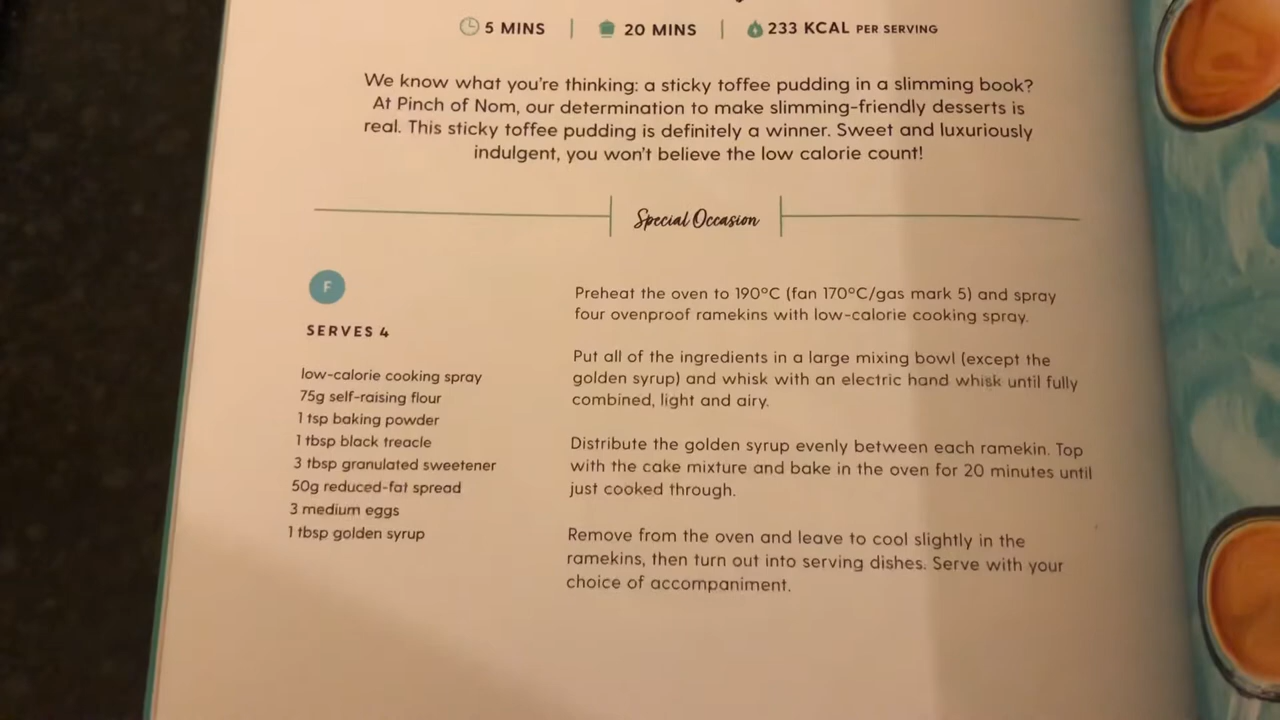 5 MINS | 20 MINS | 233 KCAL PER SERVING
We know what you're thinking: a sticky toffee pudding in a slimming book?
At Pinch of Nom, our determination to make slimming-friendly desserts is
real. This sticky toffee pudding is definitely a winner. Sweet and luxuriously
indulgent, you won't believe the low calorie count!
Special Occasion
F
SERVES 4
low-calorie cooking spray
75g self-raising flour
1 tsp baking powder
1 tbsp black treacle
3 tbsp granulated sweetener
50g reduced-fat spread
3 medium eggs
1 tbsp golden syrup
Preheat the oven to 190°C (fan 170°C/gas mark 5) and spray
four ovenproof ramekins with low-calorie cooking spray.
Put all of the ingredients in a large mixing bowl (except the
golden syrup) and whisk with an electric hand whisk until fully
combined, light and airy.
Distribute the golden syrup evenly between each ramekin. Top
with the cake mixture and bake in the oven for 20 minutes until
just cooked through.
Remove from the oven and leave to cool slightly in the
ramekins, then turn out into serving dishes. Serve with your
choice of accompaniment.